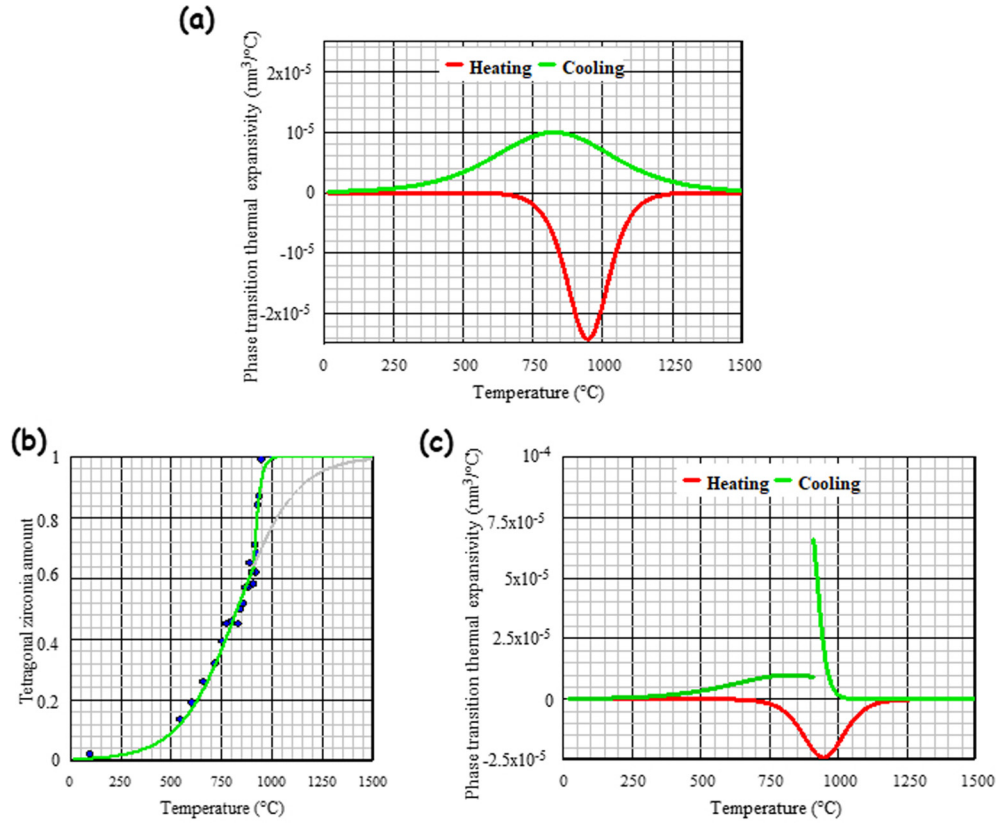 (a)
Phase transition thermal expansivity (nm³/°C)
2x10⁻⁵
10⁻⁵
0
-10⁻⁵
-2x10⁻⁵
Heating Cooling
0 250 500 750 1000 1250 1500
Temperature (°C)
(b)
Tetragonal zirconia amount
1
0.8
0.6
0.4
0.2
0
0 250 500 750 1000 1250 1500
Temperature (°C)
(c)
Phase transition thermal expansivity (nm³/°C)
10⁻⁴
7.5x10⁻⁵
5x10⁻⁵
2.5x10⁻⁵
0
-2.5x10⁻⁵
Heating Cooling
0 250 500 750 1000 1250 1500
Temperature (°C)